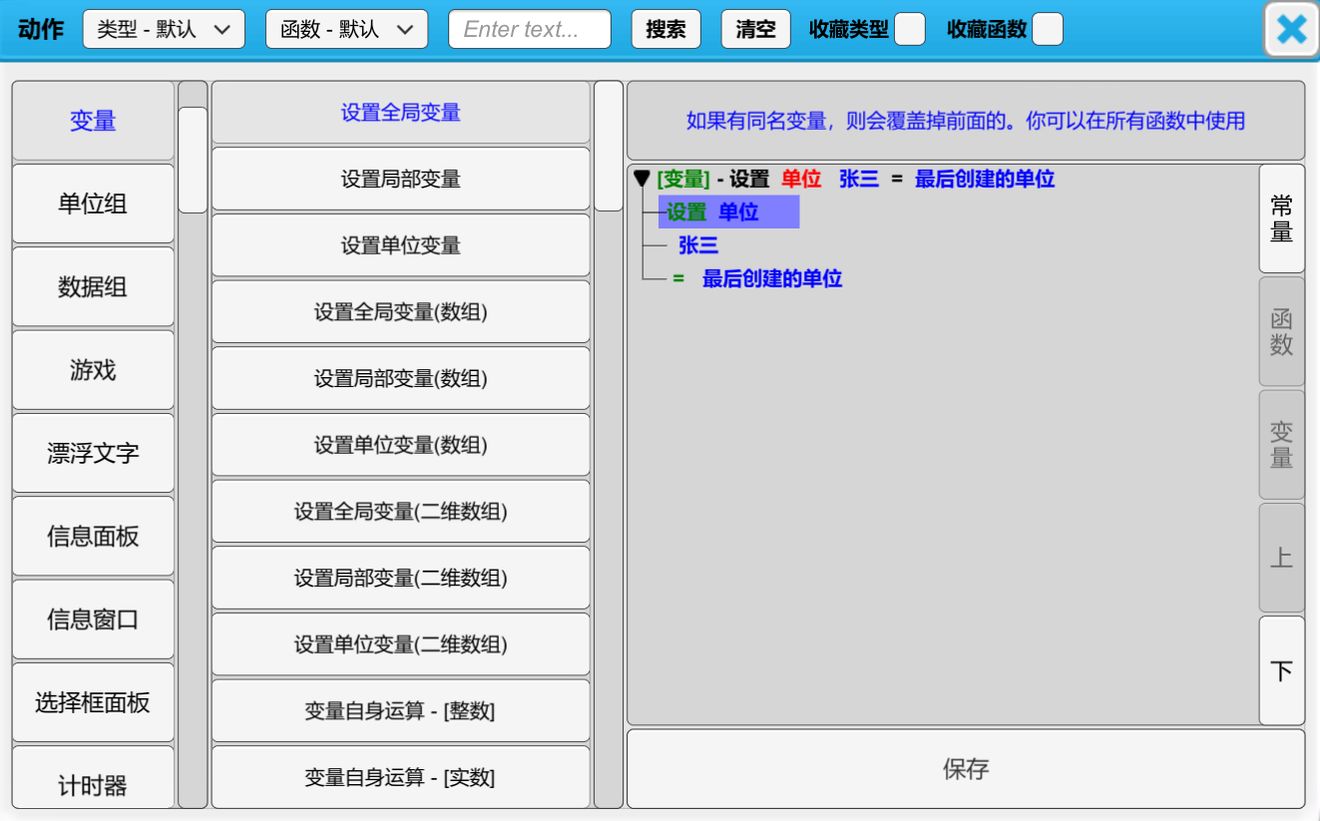 动作 类型 - 默认 函数 - 默认 Enter text... 搜索 清空 收藏类型 收藏函数
变量
单位组
数据组
游戏
漂浮文字
信息面板
信息窗口
选择框面板
计时器
设置全局变量
设置局部变量
设置单位变量
设置全局变量(数组)
设置局部变量(数组)
设置单位变量(数组)
设置全局变量(二维数组)
设置局部变量(二维数组)
设置单位变量(二维数组)
变量自身运算 - [整数]
变量自身运算 - [实数]
如果有同名变量，则会覆盖掉前面的。你可以在所有函数中使用
[变量] - 设置 单位 张三 = 最后创建的单位
设置 单位
张三
= 最后创建的单位
常量
函数
变量
上
下
保存